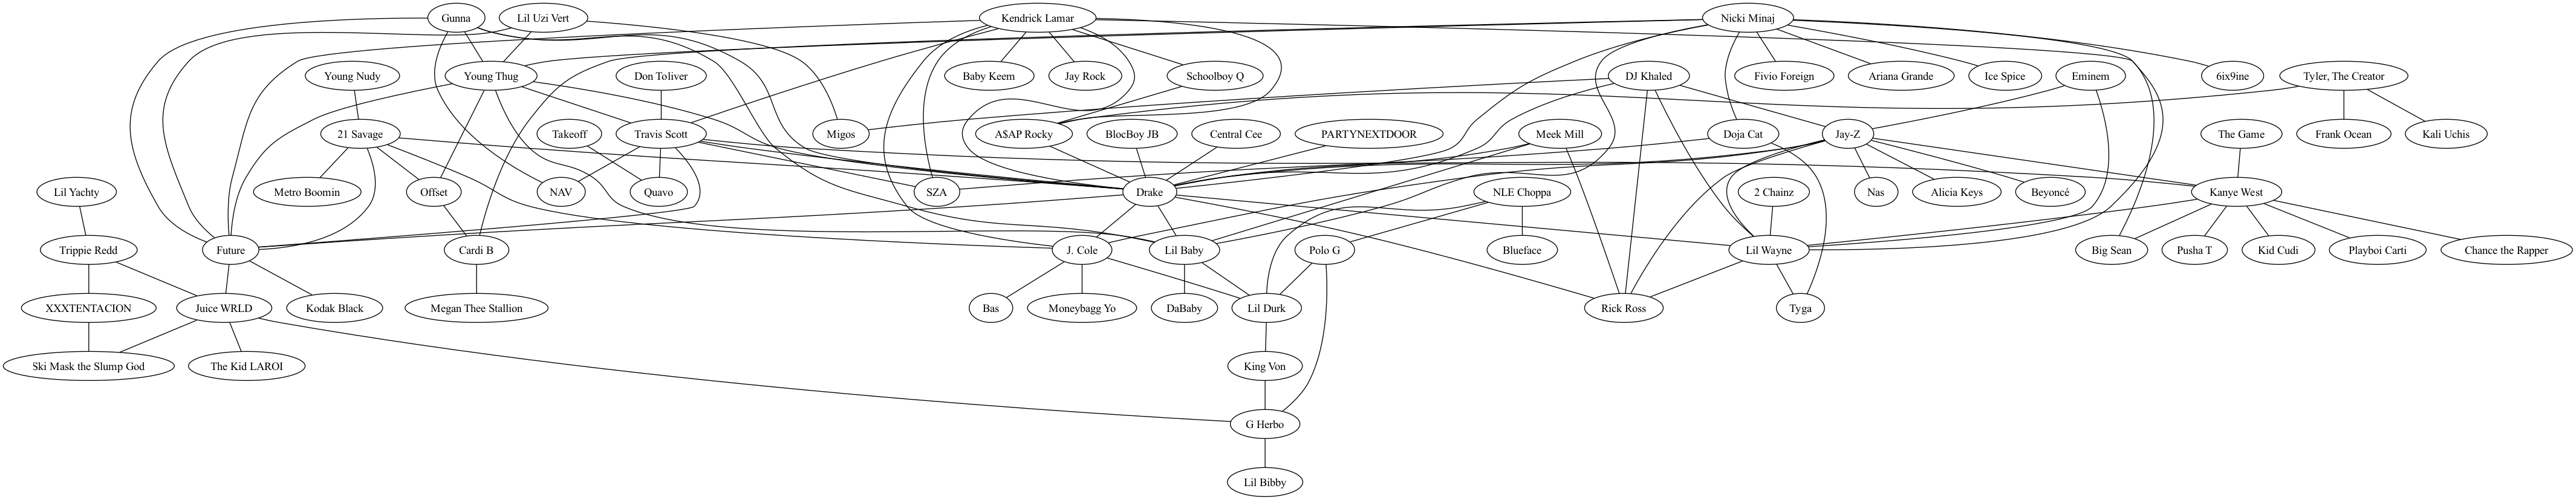 Gunna
Lil Uzi Vert
Kendrick Lamar
Nicki Minaj
Young Nudy
Young Thug
Don Toliver
Baby Keem
Jay Rock
Schoolboy Q
DJ Khaled
Fivio Foreign
Ariana Grande
Ice Spice
Eminem
6ix9ine
Tyler, The Creator
21 Savage
Takeoff
Travis Scott
Migos
A$AP Rocky
BlocBoy JB
Central Cee
PARTYNEXTDOOR
Meek Mill
Doja Cat
Jay-Z
The Game
Frank Ocean
Kali Uchis
Lil Yachty
Metro Boomin
Offset
NAV
Quavo
SZA
Drake
NLE Choppa
2 Chainz
Nas
Alicia Keys
Beyoncé
Kanye West
Trippie Redd
Future
Cardi B
J. Cole
Lil Baby
Polo G
Blueface
Lil Wayne
Big Sean
Pusha T
Kid Cudi
Playboi Carti
Chance the Rapper
XXXTENTACION
Juice WRLD
Kodak Black
Megan Thee Stallion
Bas
Moneybagg Yo
DaBaby
Lil Durk
Rick Ross
Tyga
Ski Mask the Slump God
The Kid LAROI
King Von
G Herbo
Lil Bibby